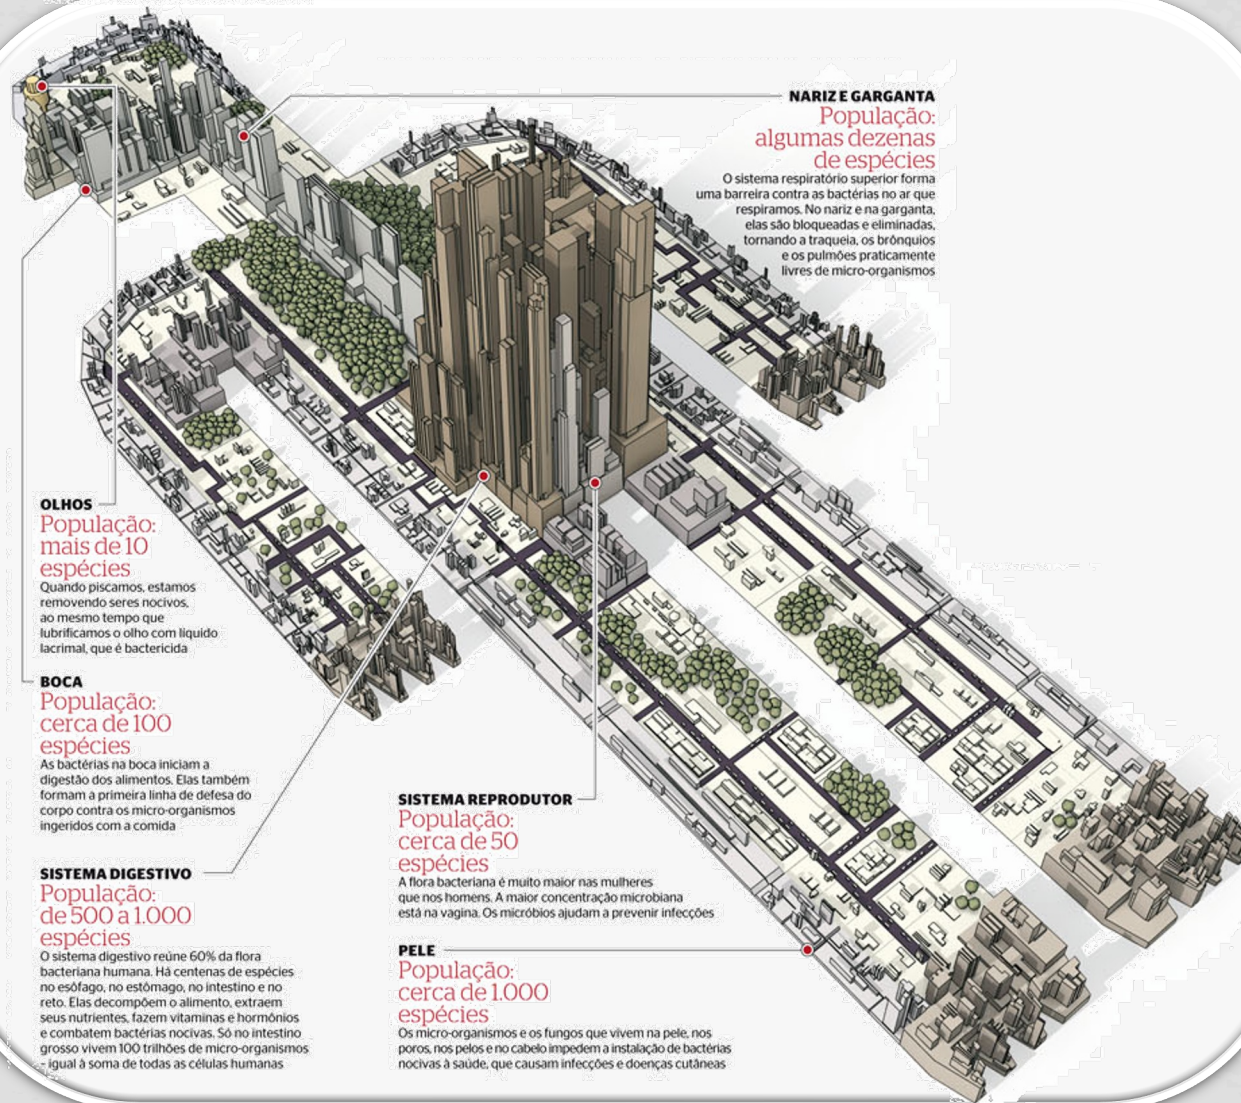 NARIZ E GARGANTA
População:
algumas dezenas
de espécies
O sistema respiratório superior forma
uma barreira contra as bactérias no ar que
respiramos. No nariz e na garganta,
elas são bloqueadas e eliminadas,
tornando a traqueia, os brônquios
e os pulmões praticamente
livres de micro-organismos
OLHOS
População:
mais de 10
espécies
Quando piscamos, estamos
removendo seres nocivos,
ao mesmo tempo que
lubrificamos o olho com líquido
lacrimal, que é bactericida
BOCA
População:
cerca de 100
espécies
As bactérias na boca iniciam a
digestão dos alimentos. Elas também
formam a primeira linha de defesa do
corpo contra os micro-organismos
ingeridos com a comida
SISTEMA DIGESTIVO
População:
de 500 a 1.000
espécies
O sistema digestivo reúne 60% da flora
bacteriana humana. Há centenas de espécies
no esôfago, no estômago, no intestino e no
reto. Elas decompõem o alimento, extraem
seus nutrientes, fazem vitaminas e hormônios
e combatem bactérias nocivas. Só no intestino
grosso vivem 100 trilhões de micro-organismos
- igual à soma de todas as células humanas
SISTEMA REPRODUTOR
População:
cerca de 50
espécies
A flora bacteriana é muito maior nas mulheres
que nos homens. A maior concentração microbiana
está na vagina. Os micróbios ajudam a prevenir infecções
PELE
População:
cerca de 1.000
espécies
Os micro-organismos e os fungos que vivem na pele, nos
poros, nos pelos e no cabelo impedem a instalação de bactérias
nocivas à saúde, que causam infecções e doenças cutâneas